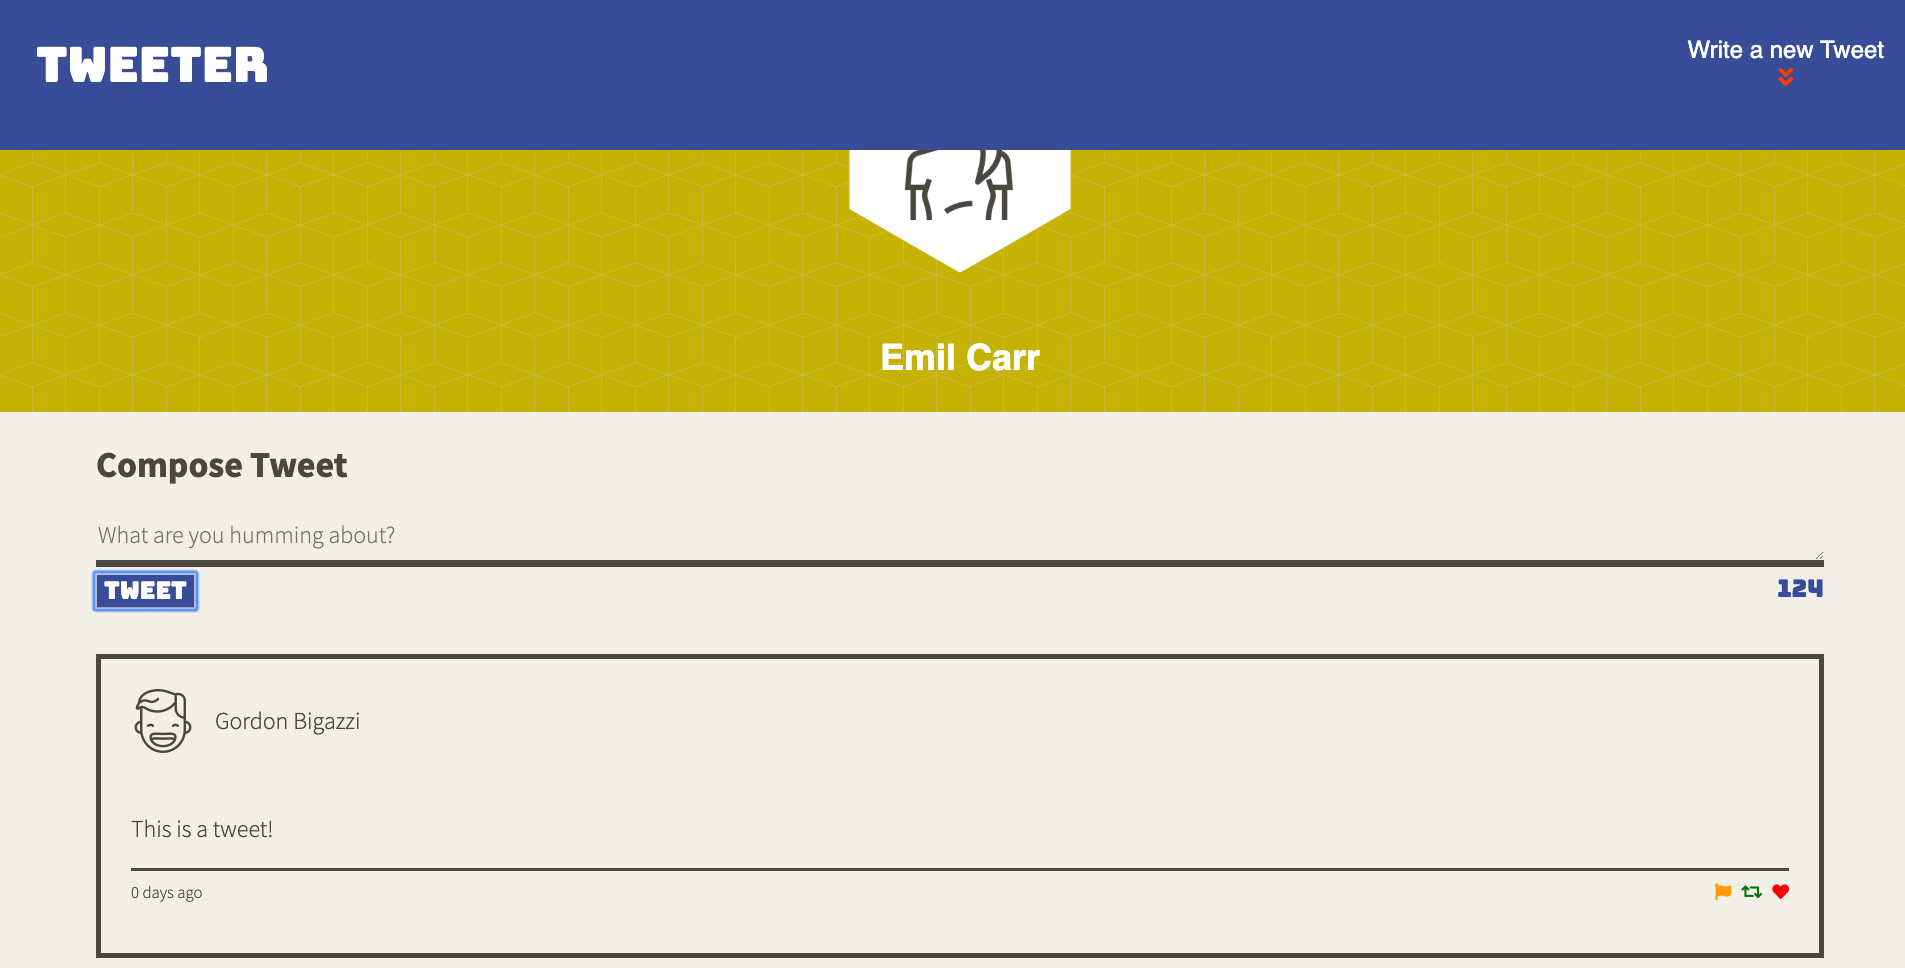 TWEETER
Write a new Tweet
Emil Carr
Compose Tweet
What are you humming about?
TWEET
124
Gordon Bigazzi
This is a tweet!
0 days ago